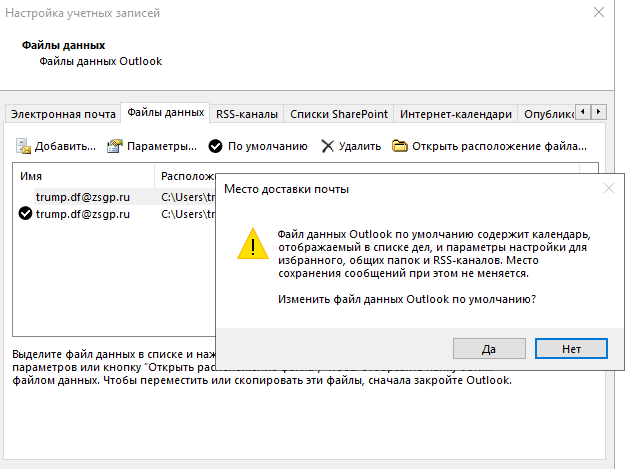 Настройка учетных записей
Файлы данных
Файлы данных Outlook
Электронная почта Файлы данных RSS-каналы Списки SharePoint Интернет-календари Опублико
Добавить... Параметры... По умолчанию Удалить Открыть расположение файла...
Имя Располож
trump.df@zsgp.ru C:\Users\tr
trump.df@zsgp.ru C:\Users\tr
Место доставки почты
Файл данных Outlook по умолчанию содержит календарь,
отображаемый в списке дел, и параметры настройки для
избранного, общих папок и RSS-каналов. Место
сохранения сообщений при этом не меняется.
Изменить файл данных Outlook по умолчанию?
Да Нет
Выделите файл данных в списке и наж
параметров или кнопку "Открыть
файлом данных. Чтобы переместить или скопировать эти файлы, сначала закройте Outlook.